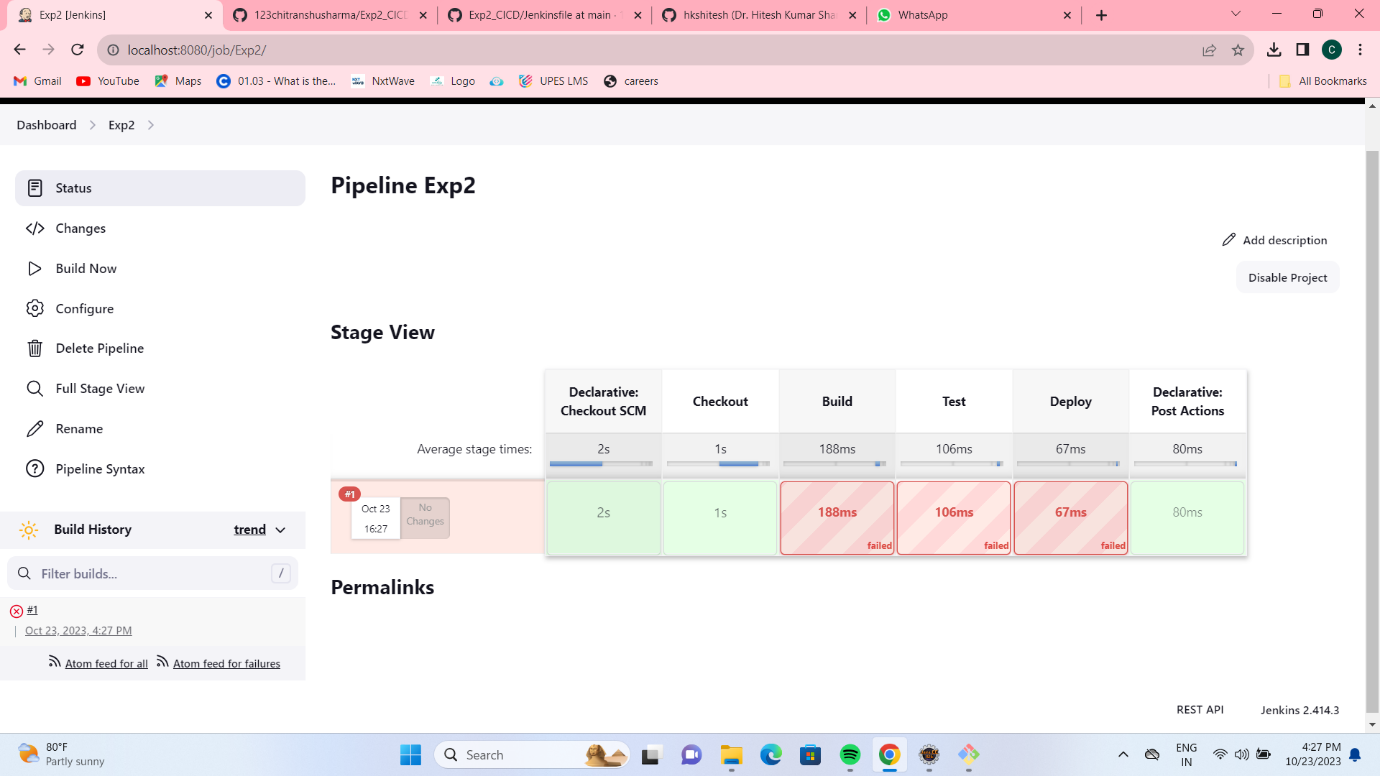 Exp2 [Jenkins]
123chitranshusharma/Exp2_CICD
Exp2_CICD/Jenkinsfile at main · 1
hkshitesh (Dr. Hitesh Kumar Sha
WhatsApp
localhost:8080/job/Exp2/
C
Gmail
YouTube
Maps
01.03 - What is the...
NxtWave
Logo
UPES LMS
careers
All Bookmarks
Dashboard
Exp2
Status
Changes
Build Now
Configure
Delete Pipeline
Full Stage View
Rename
Pipeline Syntax
Build History
trend
Filter builds...
/
#1
Oct 23, 2023, 4:27 PM
Atom feed for all
Atom feed for failures
Pipeline Exp2
Add description
Disable Project
Stage View
Declarative: Checkout SCM
Checkout
Build
Test
Deploy
Declarative: Post Actions
Average stage times:
2s
1s
188ms
106ms
67ms
80ms
#1
Oct 23
16:27
No Changes
2s
1s
188ms
failed
106ms
failed
67ms
failed
80ms
Permalinks
REST API
Jenkins 2.414.3
80°F
Partly sunny
Search
ENG
IN
4:27 PM
10/23/2023